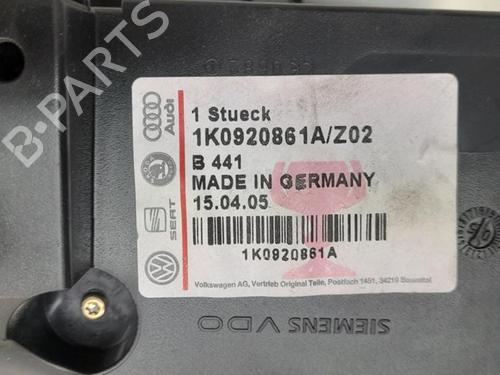 1 Stueck
1K0920861A/Z02
B 441
MADE IN GERMANY
15.04.05
1K0920861A
Volkswagen AG, Vertrieb Original Teile, Postfach 1451, 34219 Baunatal
Audi
SEAT
SIEMENS VDO
B-PARTS